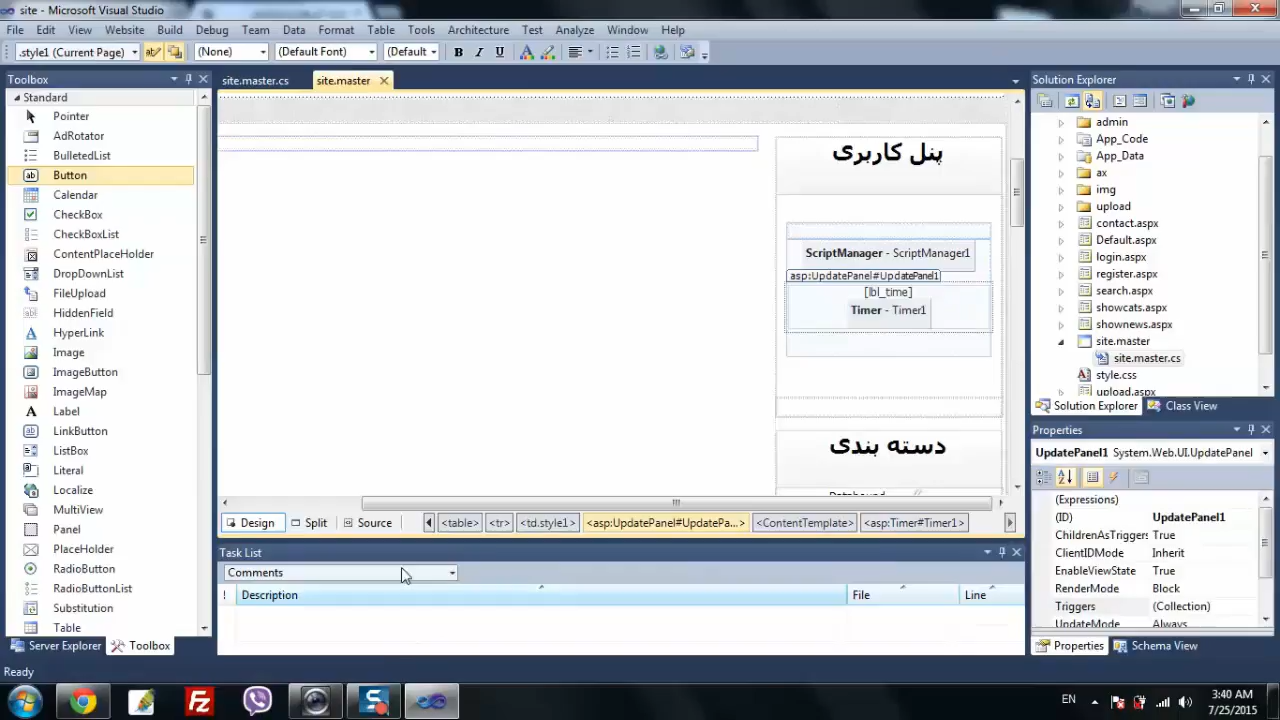 site - Microsoft Visual Studio
File Edit View Website Build Debug Team Data Format Table Tools Architecture Test Analyze Window Help
.style1 (Current Page) (None) (Default Font) (Default B I U A
Toolbox
Standard
Pointer
AdRotator
BulletedList
Button
Calendar
CheckBox
CheckBoxList
ContentPlaceHolder
DropDownList
FileUpload
HiddenField
HyperLink
Image
ImageButton
ImageMap
Label
LinkButton
ListBox
Literal
Localize
MultiView
Panel
PlaceHolder
RadioButton
RadioButtonList
Substitution
Table
Server Explorer Toolbox
site.master.cs site.master
پنل کاربری
ScriptManager - ScriptManager1
asp:UpdatePanel#UpdatePanel1
[lbl_time]
Timer - Timer1
دسته بندی
Databound
Design Split Source <table> <tr> <td.style1> <asp:UpdatePanel#UpdatePa...> <ContentTemplate> <asp:Timer#Timer1>
Task List
Comments
! Description File Line
Solution Explorer
admin
App_Code
App_Data
ax
img
upload
contact.aspx
Default.aspx
login.aspx
register.aspx
search.aspx
showcats.aspx
shownews.aspx
site.master
site.master.cs
style.css
upload.aspx
Solution Explorer Class View
Properties
UpdatePanel1 System.Web.UI.UpdatePanel
(Expressions)
(ID) UpdatePanel1
ChildrenAsTriggers True
ClientIDMode Inherit
EnableViewState True
RenderMode Block
Triggers (Collection)
UpdateMode Always
Properties Schema View
Ready
EN 3:40 AM
7/25/2015